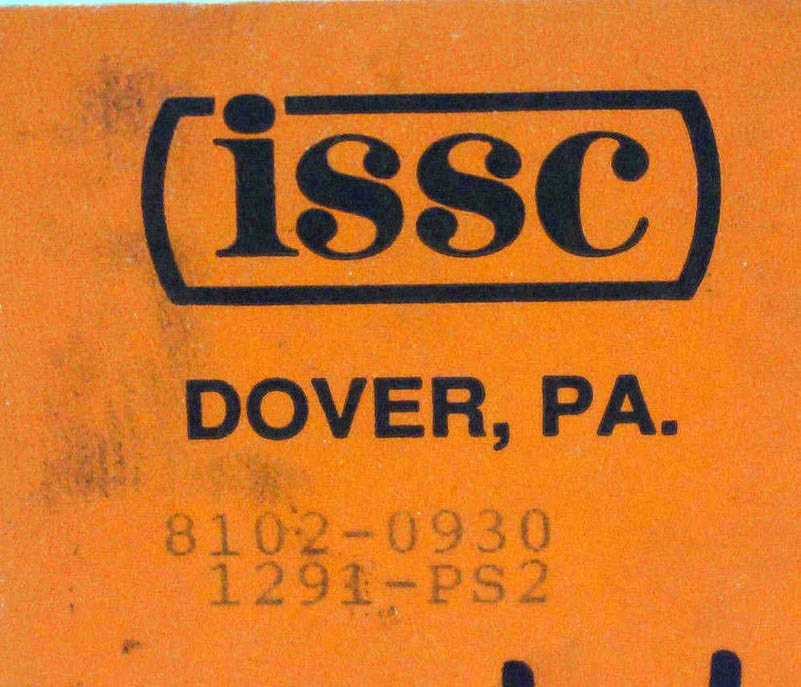 issc
DOVER, PA.
8102-0930
1291-PS2